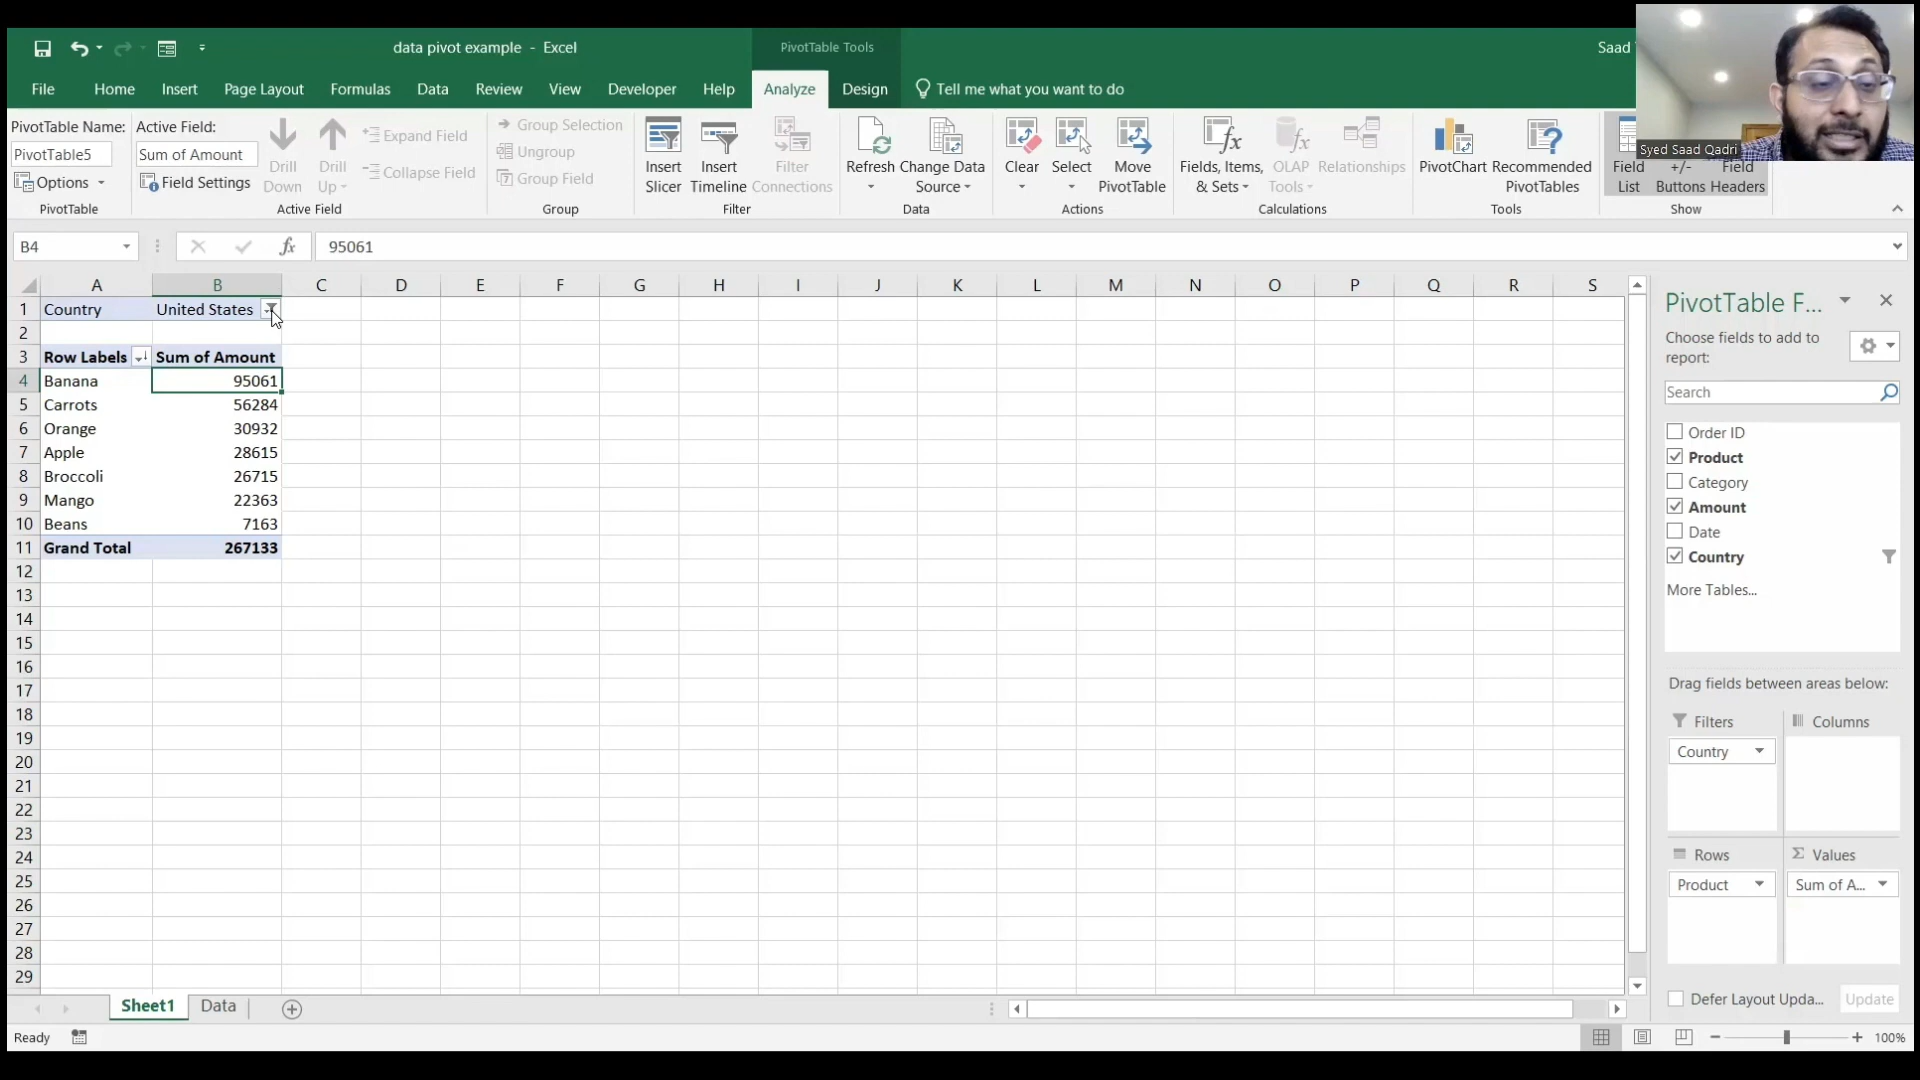 data pivot example - Excel
PivotTable Tools
Saad
File Home Insert Page Layout Formulas Data Review View Developer Help Analyze Design Tell me what you want to do
PivotTable Name:
PivotTable5
Options
PivotTable
Active Field:
Sum of Amount
Field Settings
Drill Down
Drill Up
Expand Field
Collapse Field
Active Field
Group Selection
Ungroup
Group Field
Group
Insert Slicer
Insert Timeline
Filter Connections
Filter
Refresh
Change Data Source
Data
Clear
Select
Move PivotTable
Actions
Fields, Items, & Sets
OLAP Tools
Relationships
Calculations
PivotChart
Recommended PivotTables
Tools
Field List
+/- Buttons
Field Headers
Show
Syed Saad Qadri
B4
fx
95061
A B C D E F G H I J K L M N O P Q R S
1 Country United States
2
3 Row Labels Sum of Amount
4 Banana 95061
5 Carrots 56284
6 Orange 30932
7 Apple 28615
8 Broccoli 26715
9 Mango 22363
10 Beans 7163
11 Grand Total 267133
12
13
14
15
16
17
18
19
20
21
22
23
24
25
26
27
28
29
PivotTable F...
Choose fields to add to
report:
Search
Order ID
Product
Category
Amount
Date
Country
More Tables...
Drag fields between areas below:
Filters
Columns
Country
Rows
Σ Values
Product
Sum of A...
Defer Layout Upda...
Update
Sheet1 Data
Ready
100%